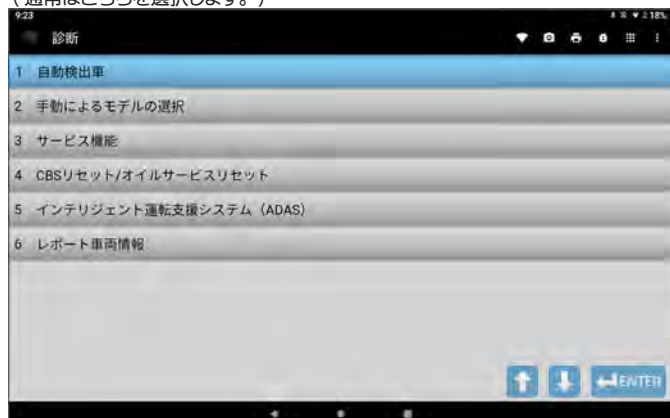 (通常はこちらを選択します。)
9:23
18%
診断
1 自動検出車
2 手動によるモデルの選択
3 サービス機能
4 CBSリセット/オイルサービスリセット
5 インテリジェント運転支援システム（ADAS）
6 レポート車両情報
ENTER